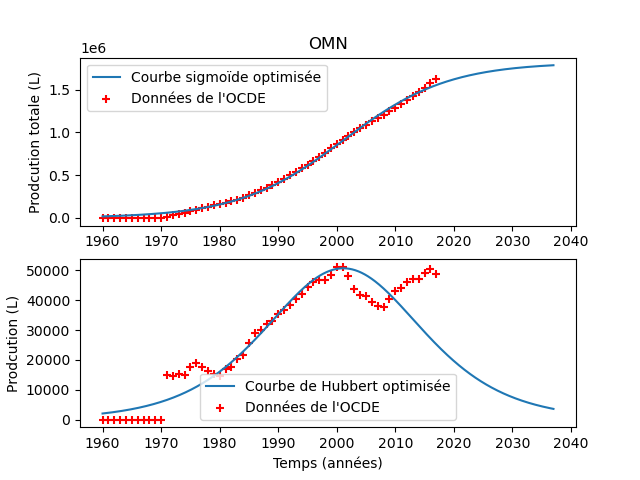 OMN
1e6
Prodcution totale (L)
1.5
1.0
0.5
0.0
Courbe sigmoïde optimisée
Données de l'OCDE
1960 1970 1980 1990 2000 2010 2020 2030 2040
Prodcution (L)
50000
40000
30000
20000
10000
0
Courbe de Hubbert optimisée
Données de l'OCDE
1960 1970 1980 1990 2000 2010 2020 2030 2040
Temps (années)